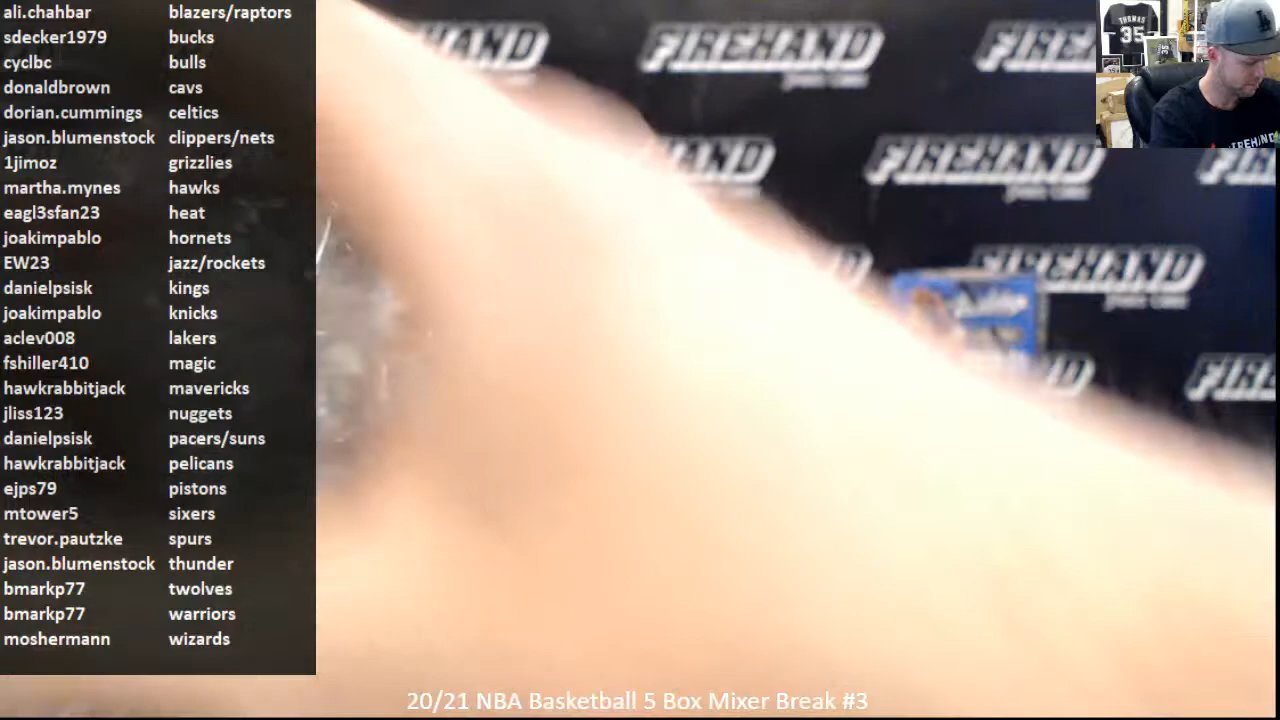 ali.chahbar blazers/raptors
sdecker1979 bucks
cyclbc bulls
donaldbrown cavs
dorian.cummings celtics
jason.blumenstock clippers/nets
1jimoz grizzlies
martha.mynes hawks
eagl3sfan23 heat
joakimpablo hornets
EW23 jazz/rockets
danielpsisk kings
joakimpablo knicks
aclev008 lakers
fshiller410 magic
hawkrabbitjack mavericks
jliss123 nuggets
danielpsisk pacers/suns
hawkrabbitjack pelicans
ejps79 pistons
mtower5 sixers
trevor.pautzke spurs
jason.blumenstock thunder
bmarkp77 twolves
bmarkp77 warriors
moshermann wizards
FIREHAND
FIREHAND
FIREHAND
THOMAS
35
20/21 NBA Basketball 5 Box Mixer Break #3